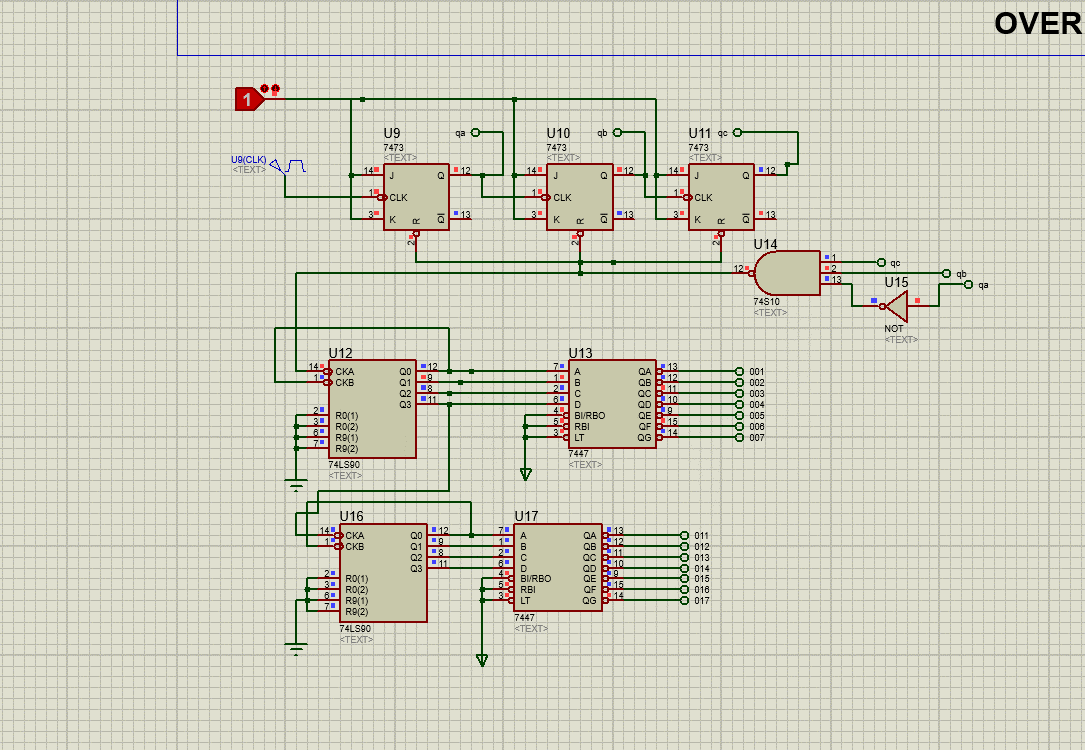 OVER
1
U9 qa U10 qb U11 qc
7473 7473 7473
<TEXT> <TEXT> <TEXT>
U9(CLK)
<TEXT>
14 J Q 12 14 J Q 12 14 J Q 12
1 CLK 1 CLK 1 CLK
3 K Q 13 3 K Q 13 3 K Q 13
R R R
2 2 2
U14
12 1 qc
2 qb
13 qa
U15
74S10
<TEXT>
NOT
<TEXT>
U12 U13
14 CKA Q0 12 7 A QA 13 001
1 CKB Q1 9 1 B QB 12 002
Q2 8 2 C QC 11 003
Q3 11 6 D QD 10 004
2 R0(1) 4 BI/RBO QE 9 005
3 R0(2) 5 RBI QF 15 006
6 R9(1) 3 LT QG 14 007
7 R9(2)
74LS90 7447
<TEXT> <TEXT>
U16 U17
14 CKA Q0 12 7 A QA 13 011
1 CKB Q1 9 1 B QB 12 012
Q2 8 2 C QC 11 013
Q3 11 6 D QD 10 014
2 R0(1) 4 BI/RBO QE 9 015
3 R0(2) 5 RBI QF 15 016
6 R9(1) 3 LT QG 14 017
7 R9(2)
74LS90 7447
<TEXT> <TEXT>